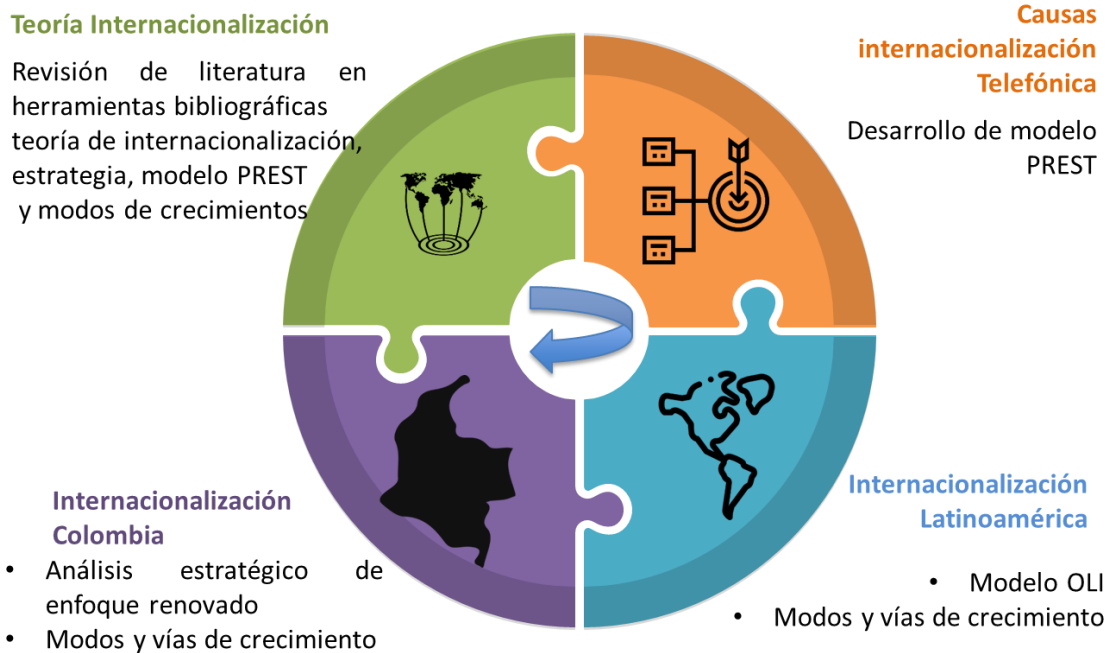 Teoría Internacionalización
Revisión de literatura en
herramientas bibliográficas
teoría de internacionalización,
estrategia, modelo PREST
y modos de crecimientos
Causas
internacionalización
Telefónica
Desarrollo de modelo
PREST
Internacionalización
Colombia
• Análisis estratégico de
enfoque renovado
• Modos y vías de crecimiento
Internacionalización
Latinoamérica
• Modelo OLI
• Modos y vías de crecimiento